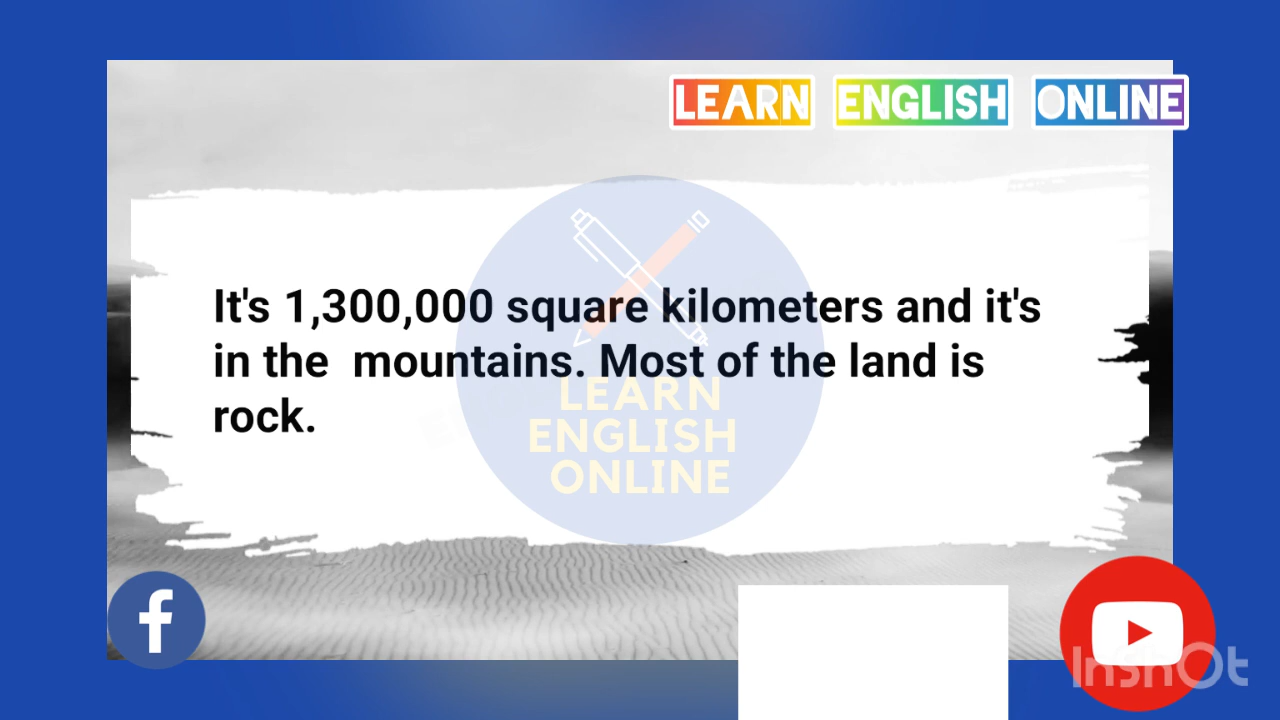 LEARN ENGLISH ONLINE
It's 1,300,000 square kilometers and it's
in the mountains. Most of the land is
rock.
LEARN
ENGLISH
ONLINE
f
InShOt